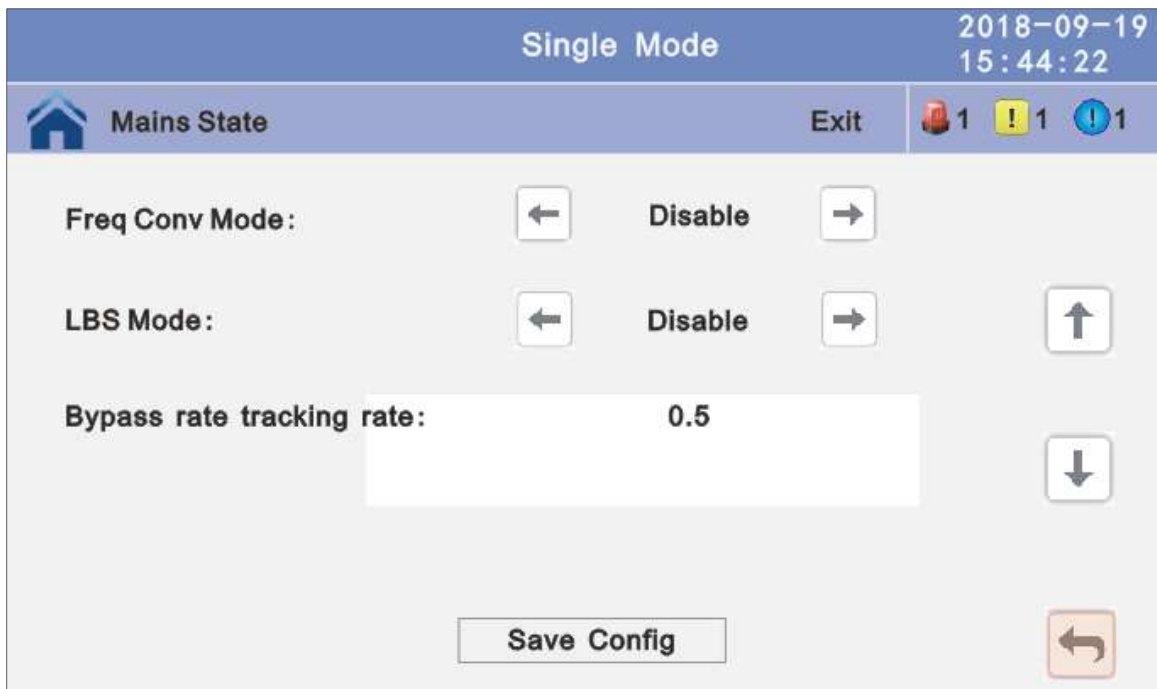 Single Mode
2018-09-19
15:44:22
Mains State Exit 1 ! 1 ! 1
Freq Conv Mode: Disable
LBS Mode: Disable
Bypass rate tracking rate: 0.5
Save Config